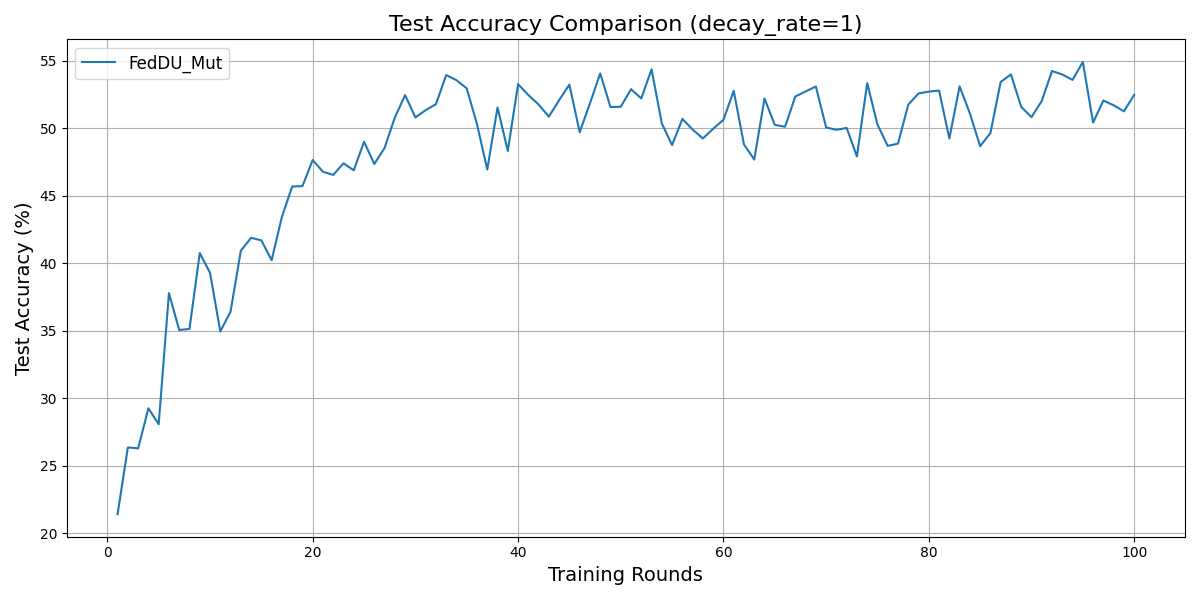 Test Accuracy Comparison (decay_rate=1)
FedDU_Mut
Test Accuracy (%)
55
50
45
40
35
30
25
20
0 20 40 60 80 100
Training Rounds